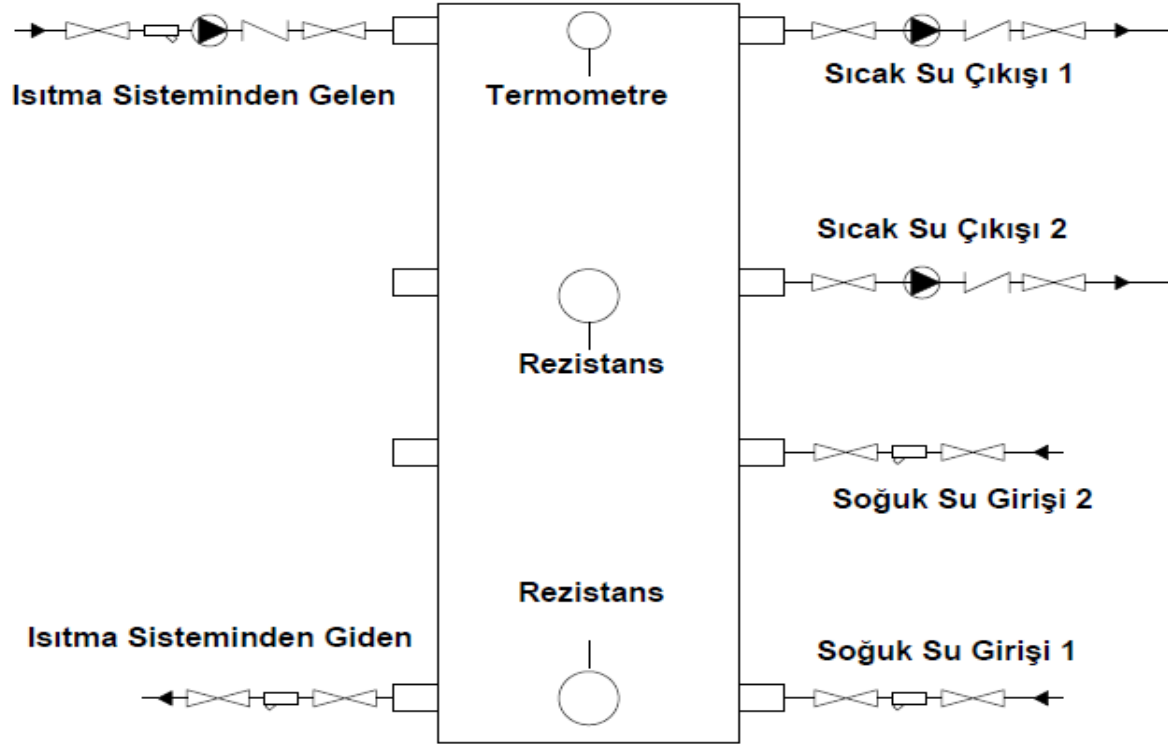 Isıtma Sisteminden Gelen
Termometre
Sıcak Su Çıkışı 1
Sıcak Su Çıkışı 2
Rezistans
Soğuk Su Girişi 2
Rezistans
Isıtma Sisteminden Giden
Soğuk Su Girişi 1